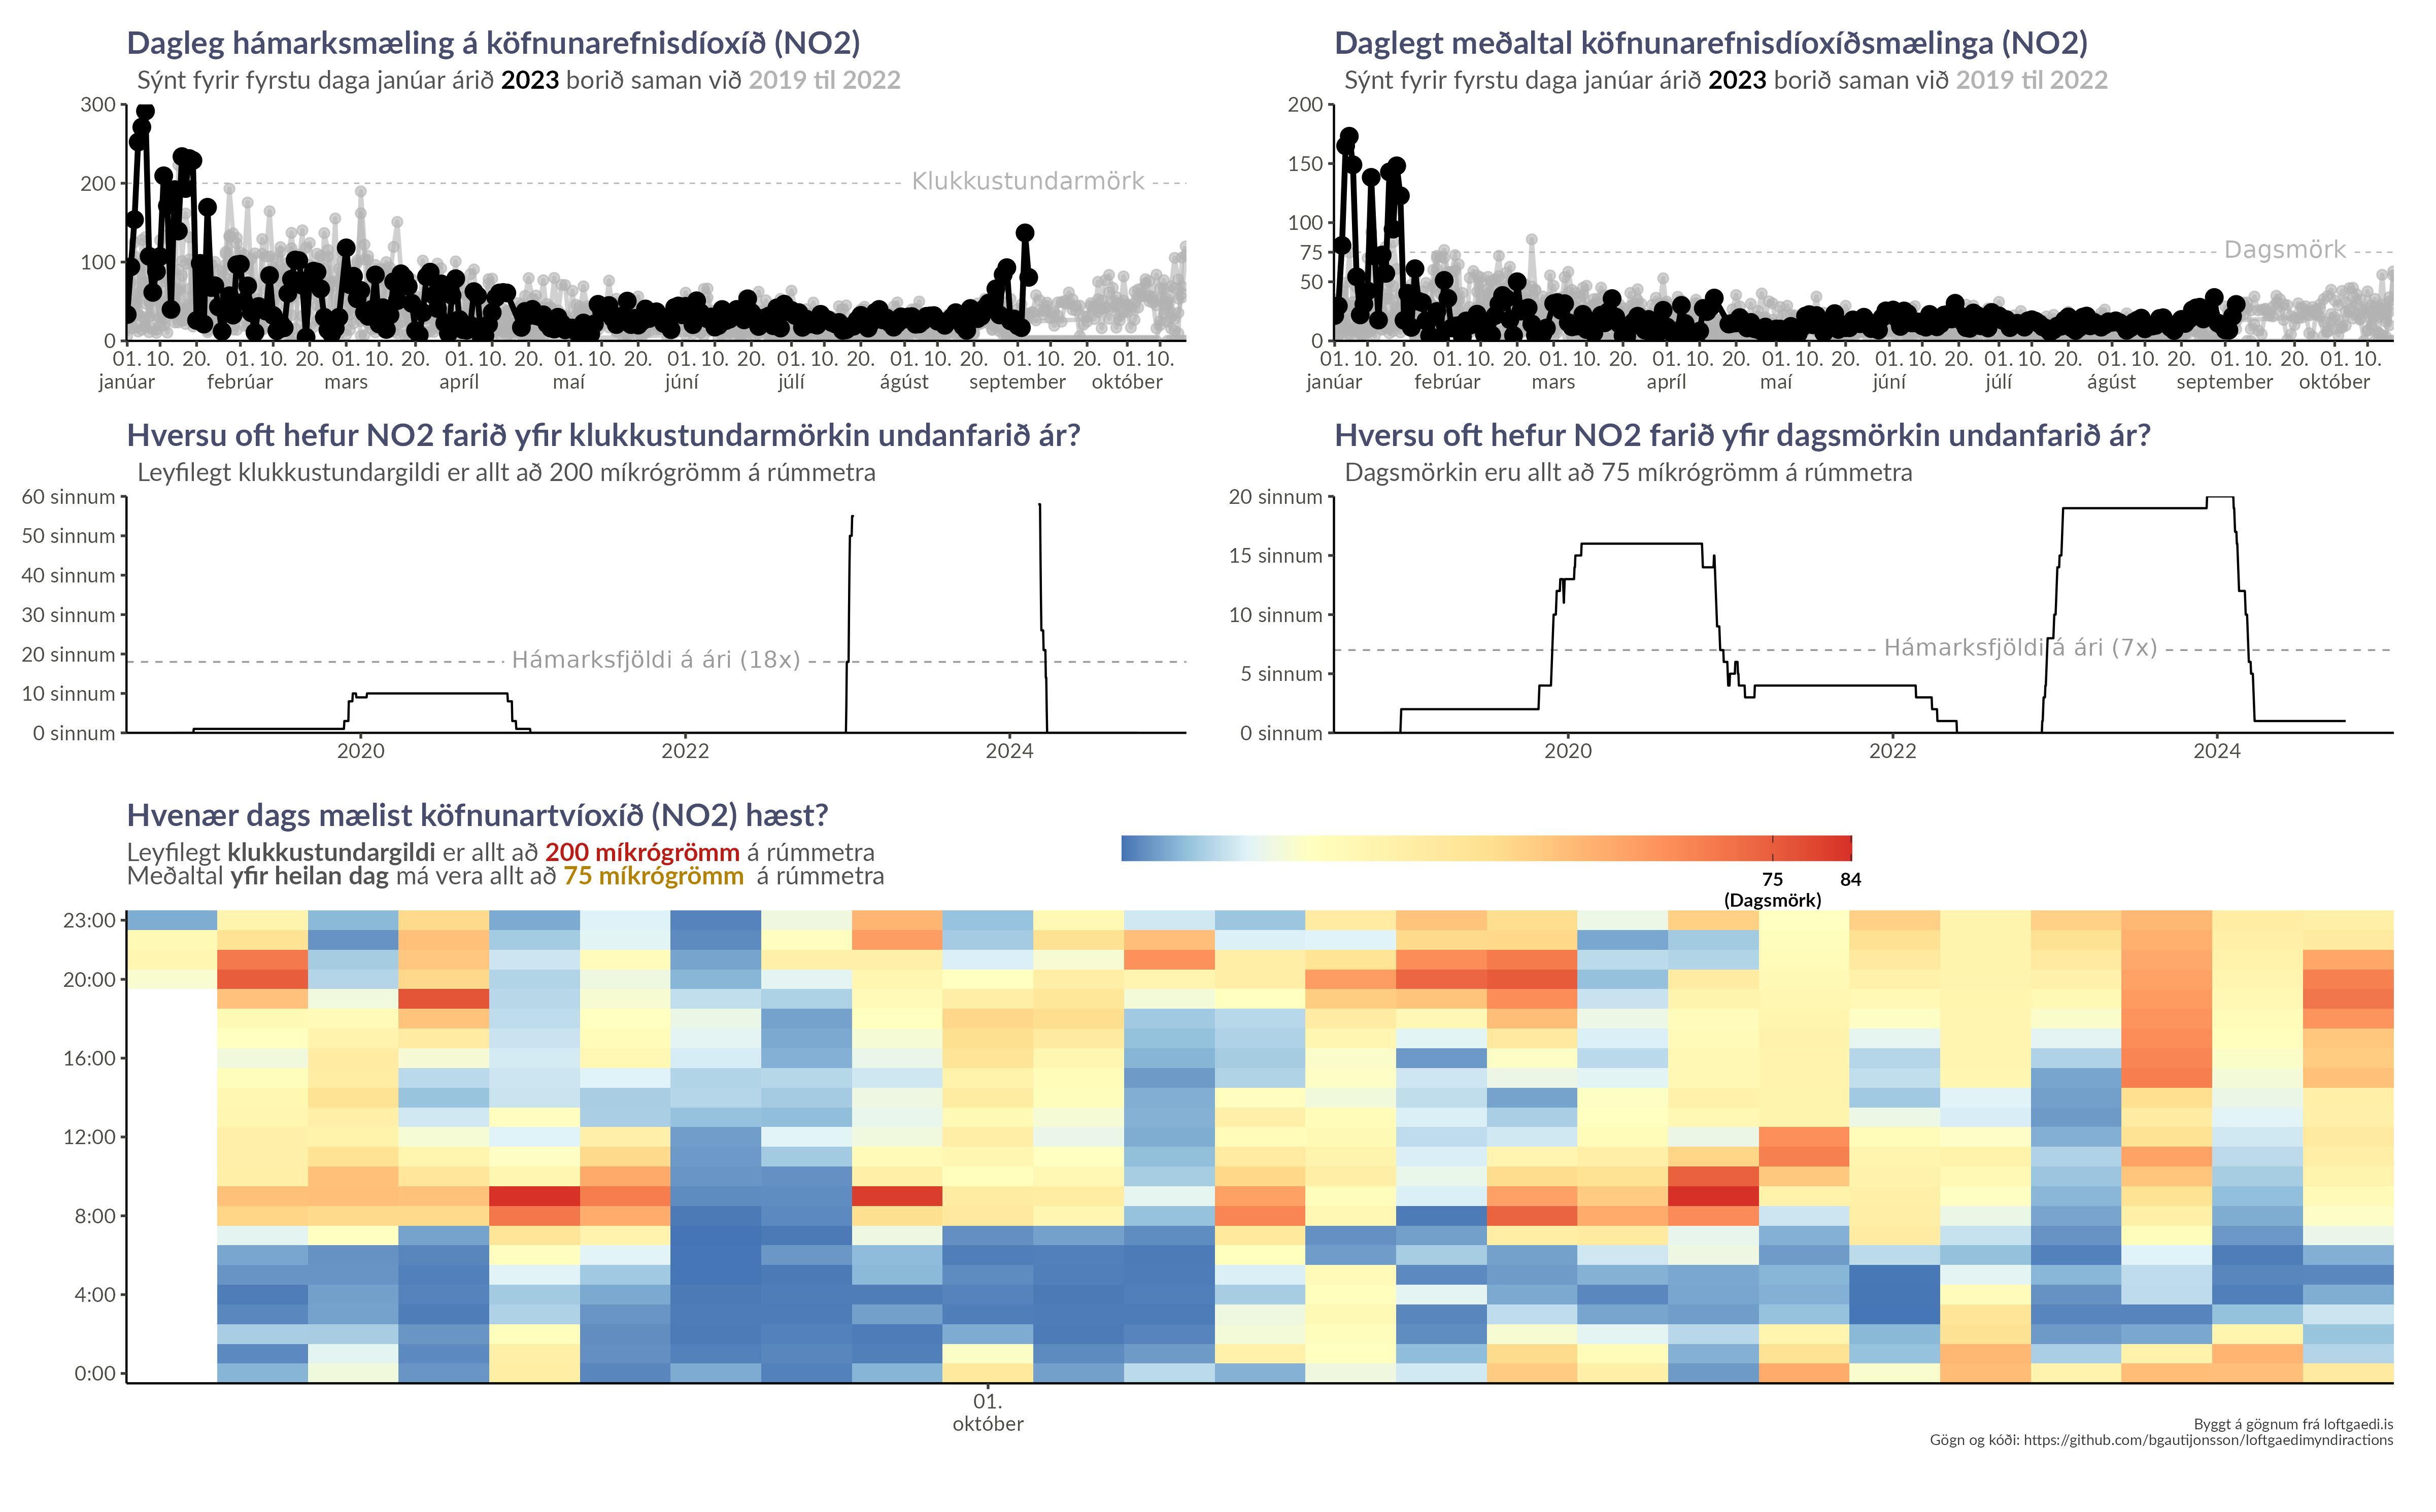 Dagleg hámarksmæling á köfnunarefnisdíoxíð (NO2)
Sýnt fyrir fyrstu daga janúar árið 2023 borið saman við 2019 til 2022
300
200
100
0
Klukkustundarmörk
01. 10. 20. 01. 10. 20. 01. 10. 20. 01. 10. 20. 01. 10. 20. 01. 10. 20. 01. 10. 20. 01. 10. 20. 01. 10. 20. 01. 10.
janúar febrúar mars apríl maí júní júlí ágúst september október
Daglegt meðaltal köfnunarefnisdíoxíðsmælinga (NO2)
Sýnt fyrir fyrstu daga janúar árið 2023 borið saman við 2019 til 2022
200
150
100
75
50
0
Dagsmörk
01. 10. 20. 01. 10. 20. 01. 10. 20. 01. 10. 20. 01. 10. 20. 01. 10. 20. 01. 10. 20. 01. 10. 20. 01. 10. 20. 01. 10.
janúar febrúar mars apríl maí júní júlí ágúst september október
Hversu oft hefur NO2 farið yfir klukkustundarmörkin undanfarið ár?
Leyfilegt klukkustundargildi er allt að 200 míkrógrömm á rúmmetra
60 sinnum
50 sinnum
40 sinnum
30 sinnum
20 sinnum
10 sinnum
0 sinnum
Hámarksfjöldi á ári (18x)
2020 2022 2024
Hversu oft hefur NO2 farið yfir dagsmörkin undanfarið ár?
Dagsmörkin eru allt að 75 míkrógrömm á rúmmetra
20 sinnum
15 sinnum
10 sinnum
5 sinnum
0 sinnum
Hámarksfjöldi á ári (7x)
2020 2022 2024
Hvenær dags mælist köfnunartvíoxíð (NO2) hæst?
Leyfilegt klukkustundargildi er allt að 200 míkrógrömm á rúmmetra
Meðaltal yfir heilan dag má vera allt að 75 míkrógrömm á rúmmetra
75 84
(Dagsmörk)
23:00
20:00
16:00
12:00
8:00
4:00
0:00
01.
október
Byggt á gögnum frá loftgaedi.is
Gögn og kóði: https://github.com/bgautijonsson/loftgaedimyndiractions